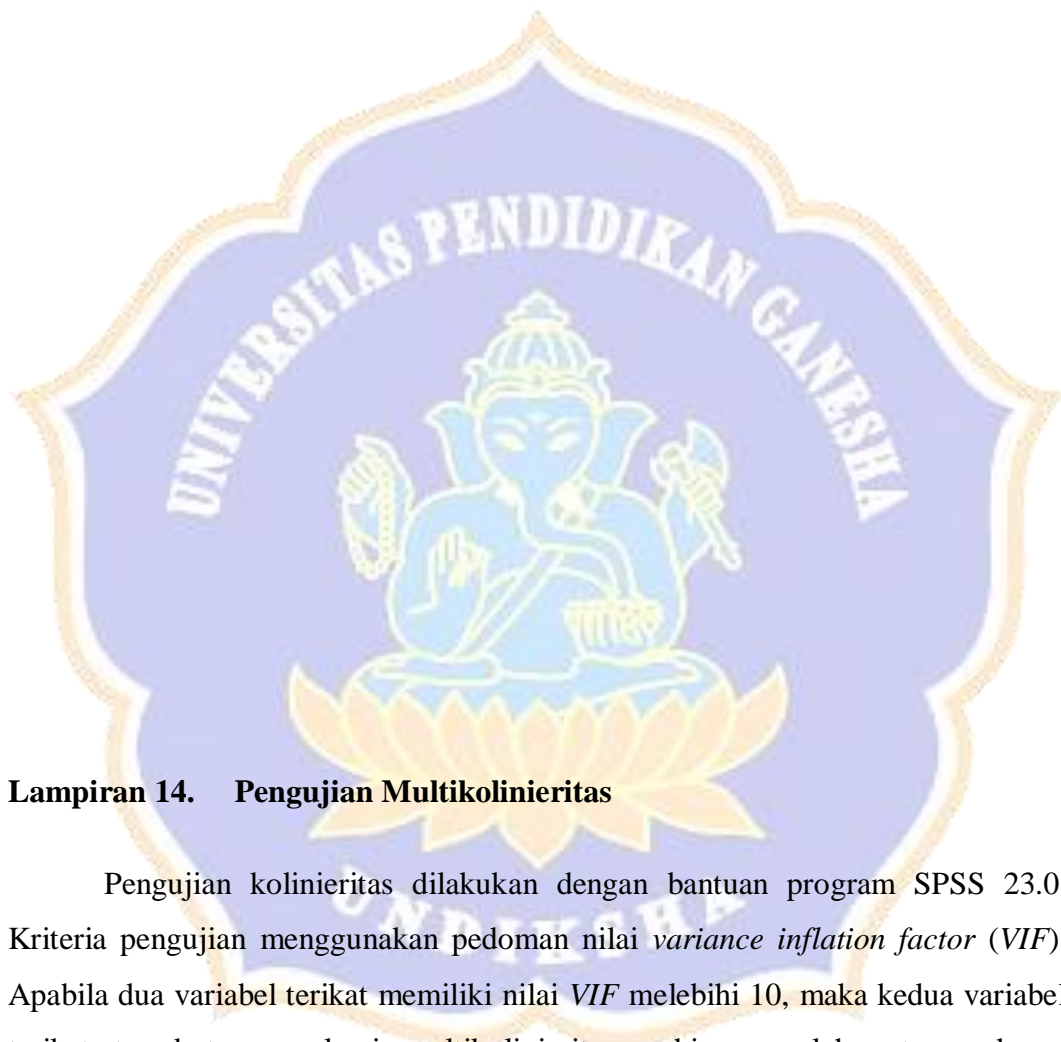 UNIVERSITAS PENDIDIKAN GANESHA
Lampiran 14. Pengujian Multikolinieritas
Pengujian kolinieritas dilakukan dengan bantuan program SPSS 23.0
UNDIKSHA
Kriteria pengujian menggunakan pedoman nilai variance inflation factor (VIF)
Apabila dua variabel terikat memiliki nilai VIF melebihi 10, maka kedua variabel